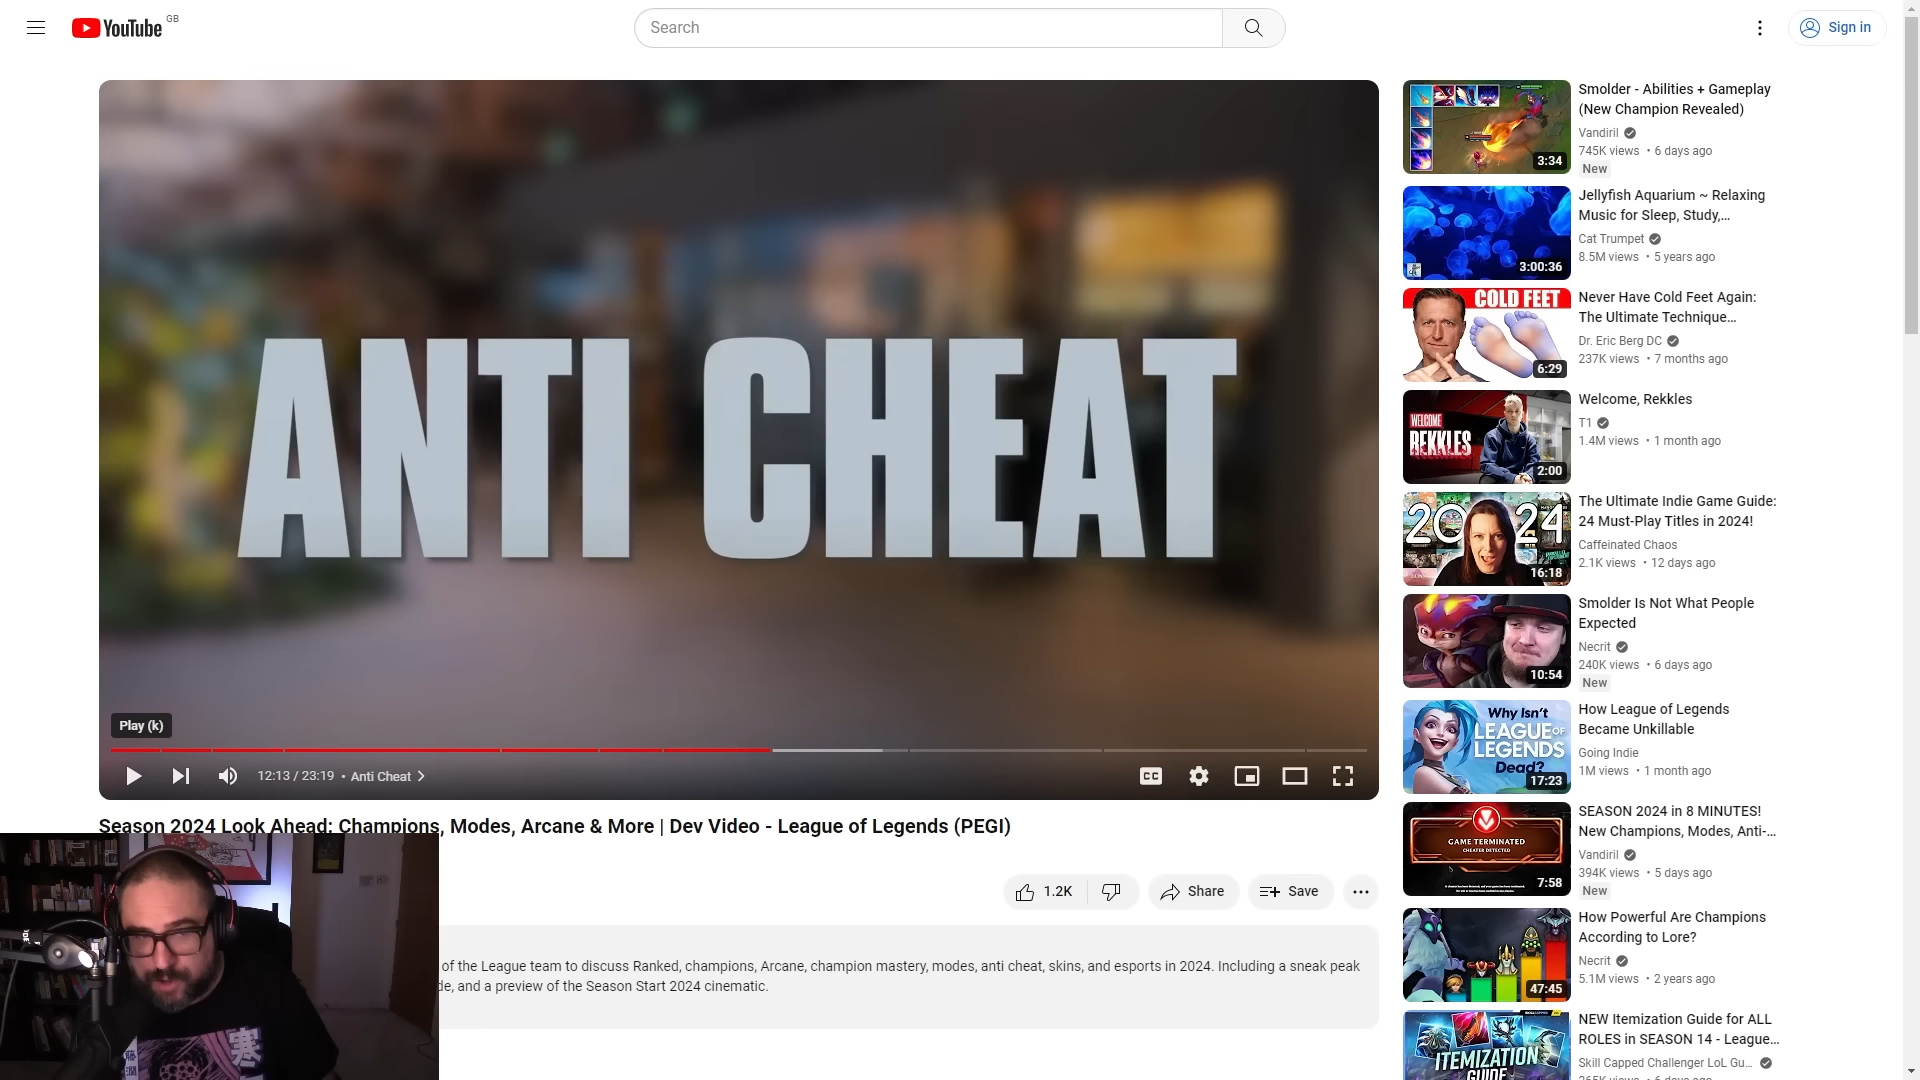 YouTube GB
Search
Sign in
ANTI CHEAT
Play (k)
12:13 / 23:19 • Anti Cheat
CC
Season 2024 Look Ahead: Champions, Modes, Arcane & More | Dev Video - League of Legends (PEGI)
1.2K
Share
Save
of the League team to discuss Ranked, champions, Arcane, champion mastery, modes, anti cheat, skins, and esports in 2024. Including a sneak peak
and a preview of the Season Start 2024 cinematic.
寒
3:34
Smolder - Abilities + Gameplay
(New Champion Revealed)
Vandiril
745K views • 6 days ago
New
3:00:36
Jellyfish Aquarium ~ Relaxing
Music for Sleep, Study,...
Cat Trumpet
8.5M views • 5 years ago
COLD FEET
6:29
Never Have Cold Feet Again:
The Ultimate Technique...
Dr. Eric Berg DC
237K views • 7 months ago
WELCOME
REKKLES
2:00
Welcome, Rekkles
T1
1.4M views • 1 month ago
2024
16:18
The Ultimate Indie Game Guide:
24 Must-Play Titles in 2024!
Caffeinated Chaos
2.1K views • 12 days ago
10:54
Smolder Is Not What People
Expected
Necrit
240K views • 6 days ago
New
Why Isn't
LEAGUE OF
LEGENDS
Dead?
17:23
How League of Legends
Became Unkillable
Going Indie
1M views • 1 month ago
GAME TERMINATED
CHEATER DETECTED
7:58
SEASON 2024 in 8 MINUTES!
New Champions, Modes, Anti-...
Vandiril
394K views • 5 days ago
New
47:45
How Powerful Are Champions
According to Lore?
Necrit
5.1M views • 2 years ago
ITEMIZATION
GUIDE
NEW Itemization Guide for ALL
ROLES in SEASON 14 - League...
Skill Capped Challenger LoL Gu...